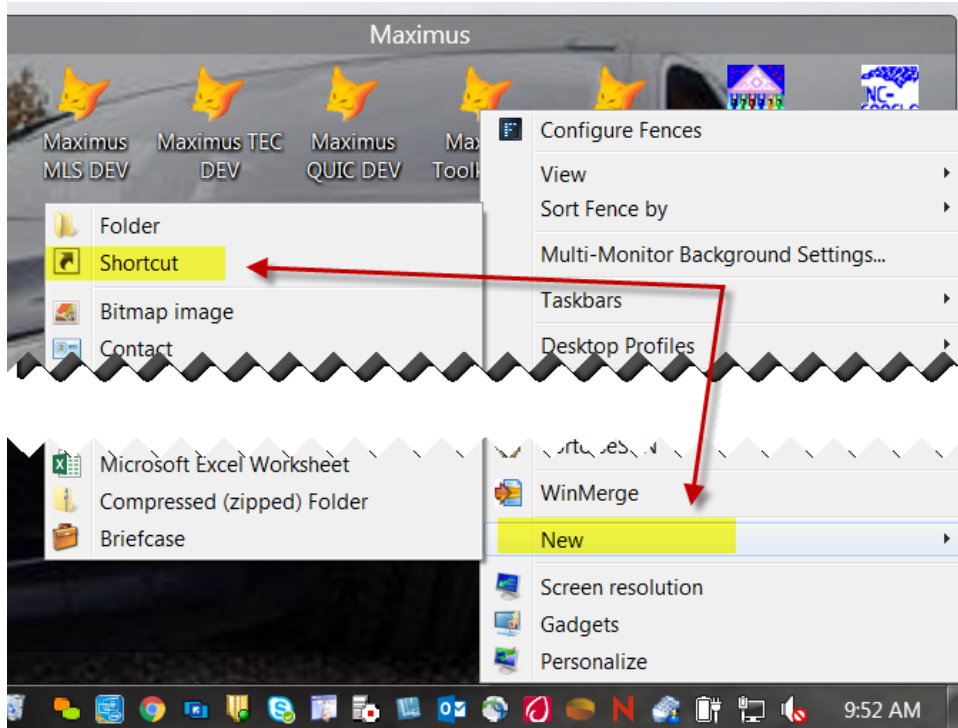 Maximus
Maximus
MLS DEV
Maximus TEC
DEV
Maximus
QUIC DEV
NC-
Configure Fences
View
Sort Fence by
Multi-Monitor Background Settings...
Taskbars
Desktop Profiles
WinMerge
New
Screen resolution
Gadgets
Personalize
Folder
Shortcut
Bitmap image
Contact
Microsoft Excel Worksheet
Compressed (zipped) Folder
Briefcase
9:52 AM